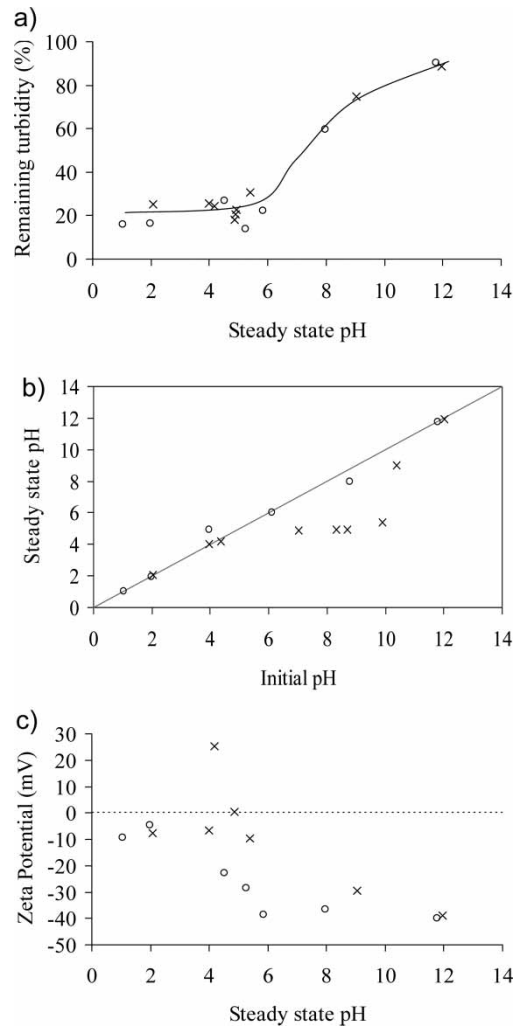 a)
Remaining turbidity (%)
100
80
60
40
20
0
0 2 4 6 8 10 12 14
Steady state pH
b)
Steady state pH
14
12
10
8
6
4
2
0
0 2 4 6 8 10 12 14
Initial pH
c)
Zeta Potential (mV)
30
20
10
0
-10
-20
-30
-40
-50
0 2 4 6 8 10 12 14
Steady state pH